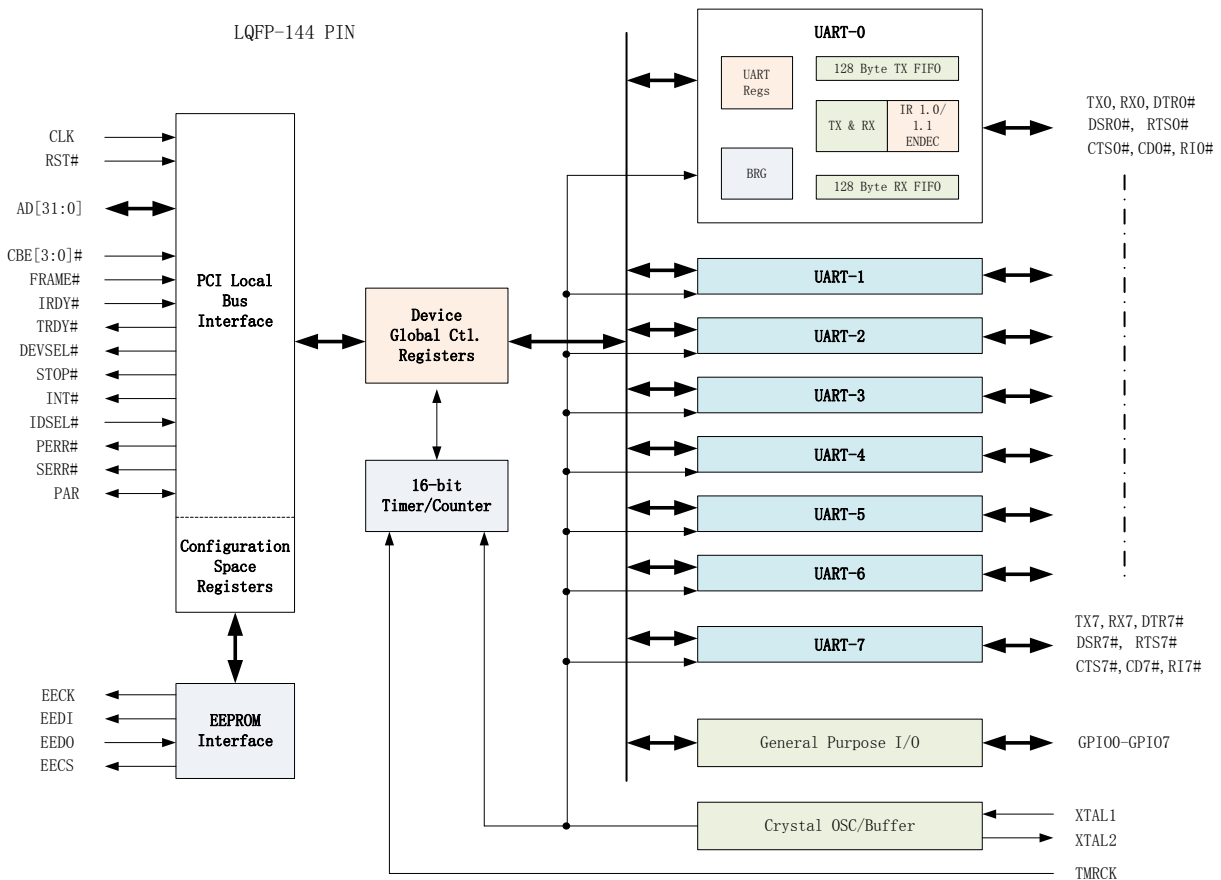 LQFP-144 PIN
CLK
RST#
AD[31:0]
CBE[3:0]#
FRAME#
IRDY#
TRDY#
DEVSEL#
STOP#
INT#
IDSEL#
PERR#
SERR#
PAR
PCI Local
Bus
Interface
Configuration
Space
Registers
EECK
EEDI
EEDO
EECS
EEPROM
Interface
Device
Global Ctl.
Registers
16-bit
Timer/Counter
UART-0
UART
Regs
BRG
128 Byte TX FIFO
TX & RX
IR 1.0/
1.1
ENDEC
128 Byte RX FIFO
TX0,RX0,DTR0#
DSR0#, RTS0#
CTS0#,CD0#,RI0#
UART-1
UART-2
UART-3
UART-4
UART-5
UART-6
UART-7
TX7,RX7,DTR7#
DSR7#, RTS7#
CTS7#,CD7#,RI7#
General Purpose I/O
GPIO0-GPIO7
Crystal OSC/Buffer
XTAL1
XTAL2
TMRCK